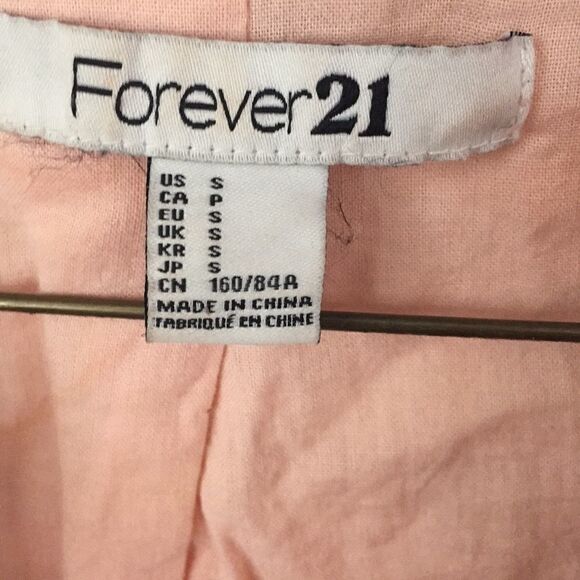 Forever21
US S
CA P
EU S
UK S
KR S
JP S
CN 160/84A
MADE IN CHINA
FABRIQUÉ EN CHINE